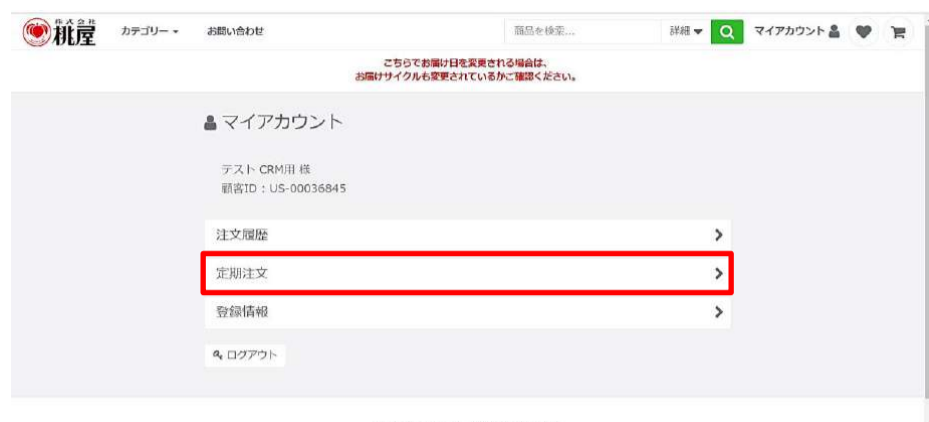 株式会社
桃屋
カテゴリー
お問い合わせ
商品を検索...
詳細
マイアカウント
こちらでお届け日を変更される場合は、
お届けサイクルも変更されているかご確認ください。
マイアカウント
テスト CRM用 様
顧客ID：US-00036845
注文履歴
定期注文
登録情報
ログアウト